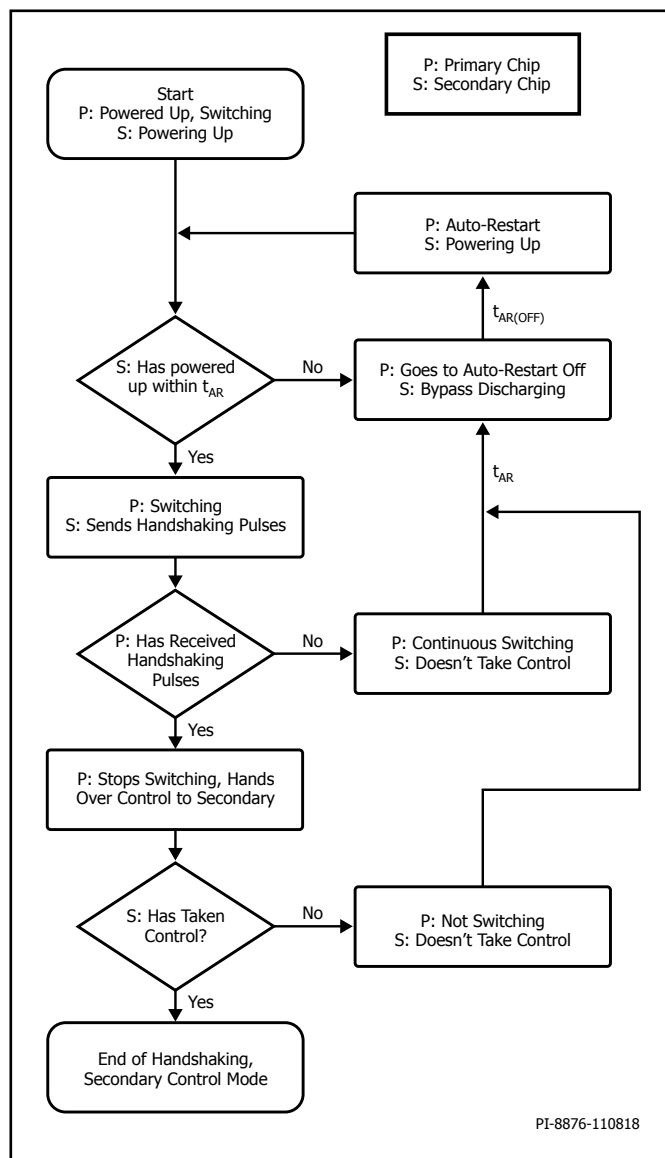 P: Primary Chip
S: Secondary Chip
Start
P: Powered Up, Switching
S: Powering Up
P: Auto-Restart
S: Powering Up
tAR(OFF)
S: Has powered
up within tAR
No
P: Goes to Auto-Restart Off
S: Bypass Discharging
Yes
tAR
P: Switching
S: Sends Handshaking Pulses
P: Has Received
Handshaking
Pulses
No
P: Continuous Switching
S: Doesn’t Take Control
Yes
P: Stops Switching, Hands
Over Control to Secondary
S: Has Taken
Control?
No
P: Not Switching
S: Doesn’t Take Control
Yes
End of Handshaking,
Secondary Control Mode
PI-8876-110818